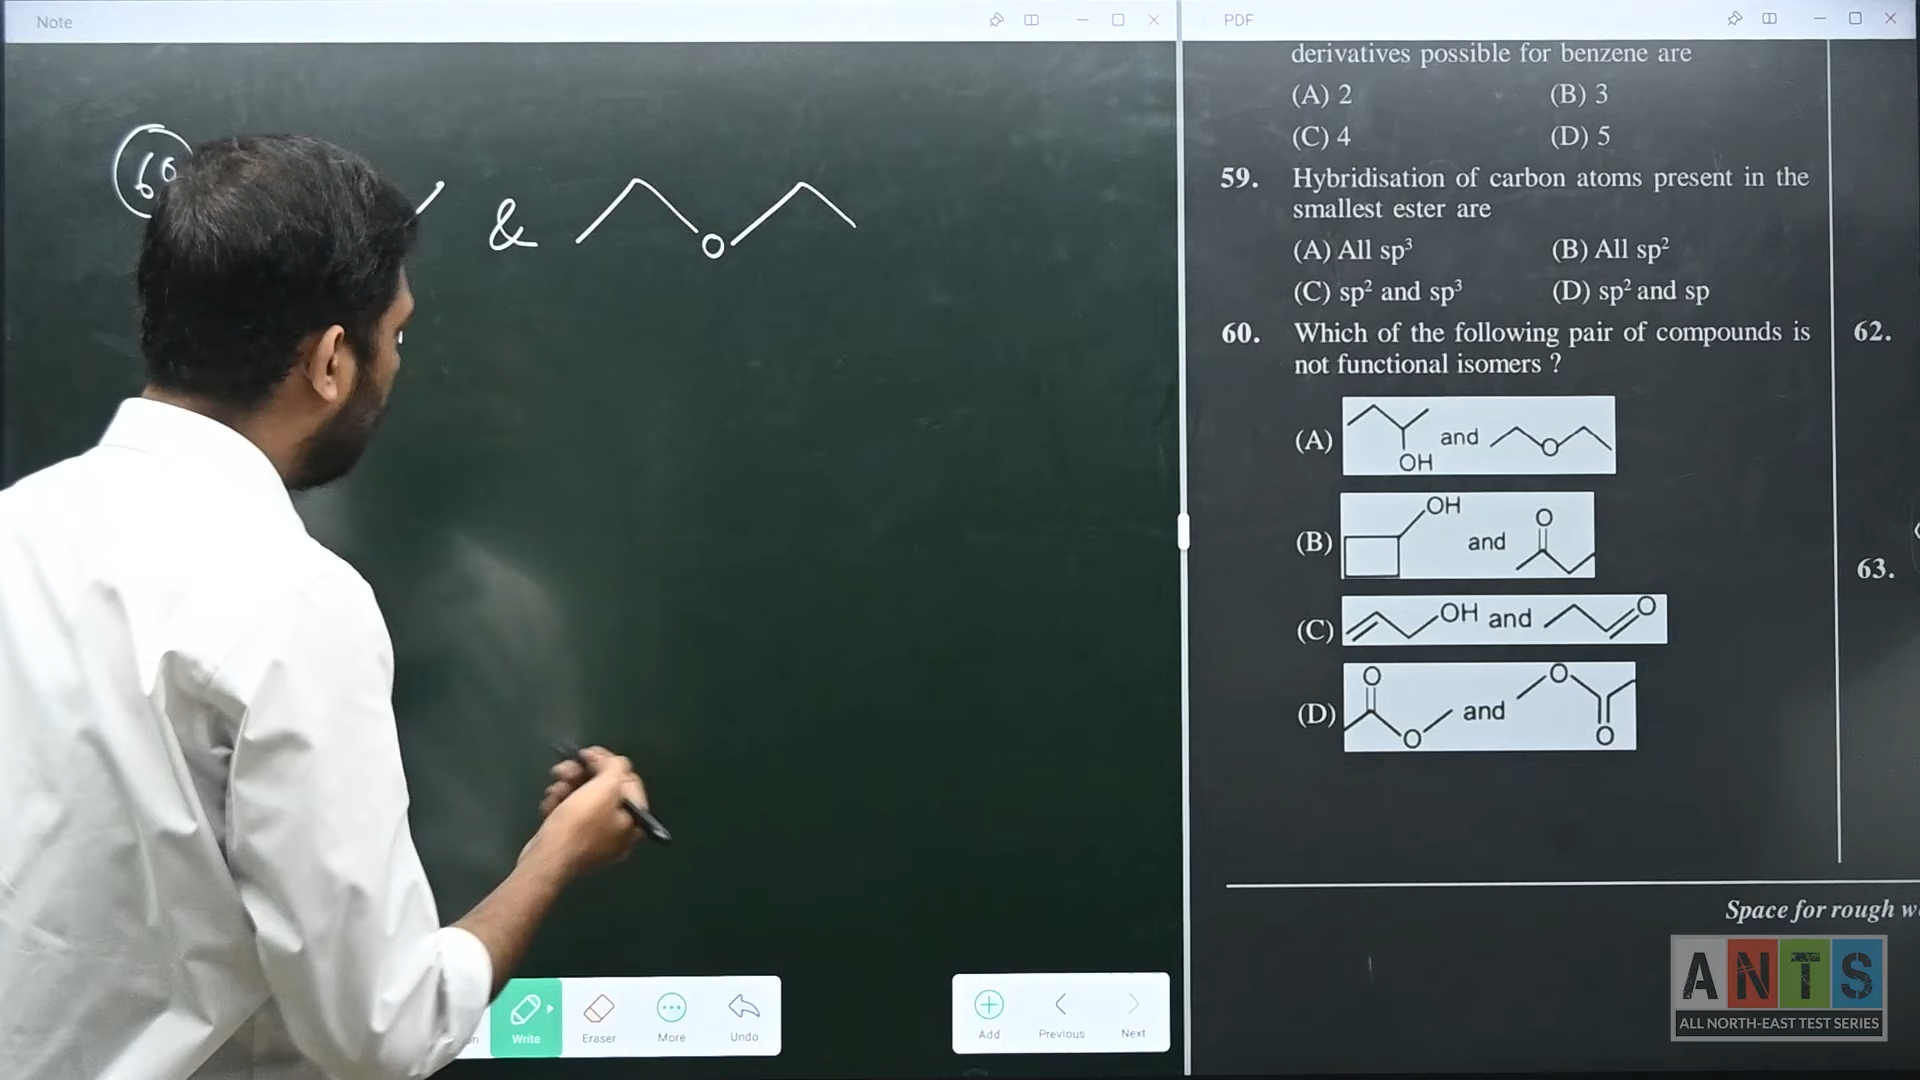 Note
60
&
O
Write
Eraser
More
Undo
Add
Previous
Next
PDF
derivatives possible for benzene are
(A) 2 (B) 3
(C) 4 (D) 5
59. Hybridisation of carbon atoms present in the
smallest ester are
(A) All sp³ (B) All sp²
(C) sp² and sp³ (D) sp² and sp
60. Which of the following pair of compounds is
not functional isomers ?
(A) OH and O
(B) OH and O
(C) OH and O
(D) O O and O O
62.
63.
Space for rough
ANTS
ALL NORTH-EAST TEST SERIES